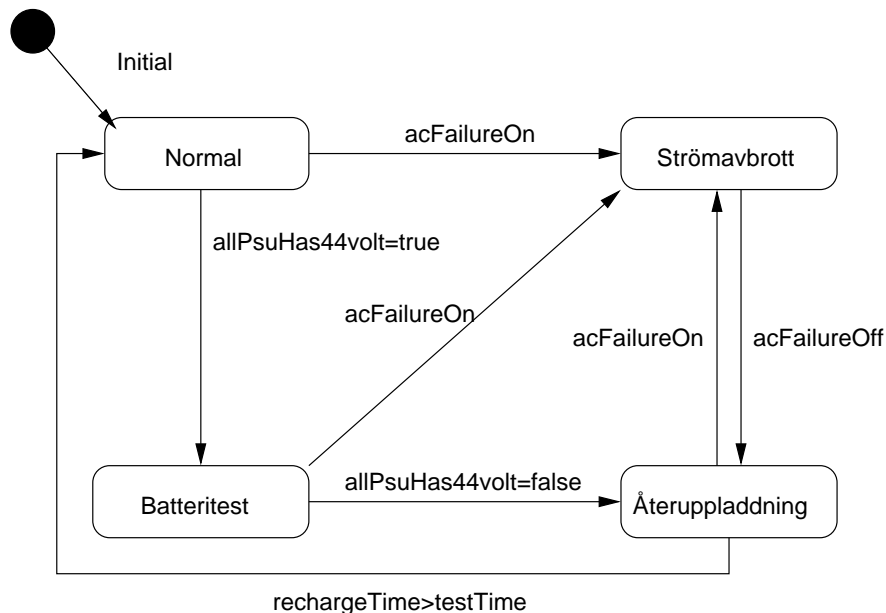 Initial
acFailureOn
Normal
Strömavbrott
allPsuHas44volt=true
acFailureOn
acFailureOn
acFailureOff
allPsuHas44volt=false
Batteritest
Återuppladdning
rechargeTime>testTime